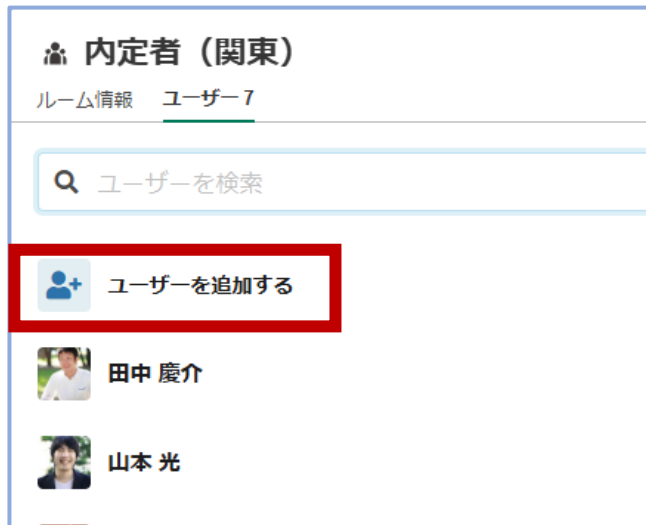 内定者（関東）
ルーム情報 ユーザー 7
ユーザーを検索
ユーザーを追加する
田中 慶介
山本 光